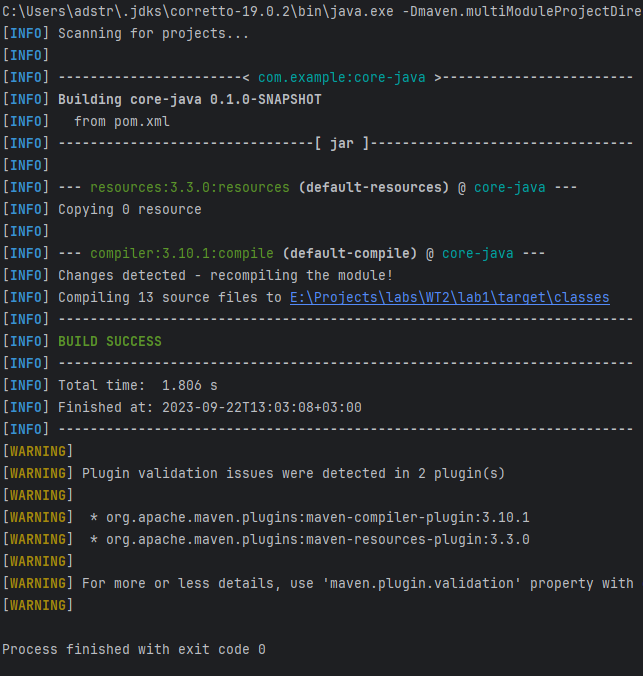 C:\Users\adstr\.jdks\corretto-19.0.2\bin\java.exe -Dmaven.multiModuleProjectDire
[INFO] Scanning for projects...
[INFO]
[INFO] -----------------------< com.example:core-java >------------------------
[INFO] Building core-java 0.1.0-SNAPSHOT
[INFO]   from pom.xml
[INFO] --------------------------------[ jar ]---------------------------------
[INFO]
[INFO] --- resources:3.3.0:resources (default-resources) @ core-java ---
[INFO] Copying 0 resource
[INFO]
[INFO] --- compiler:3.10.1:compile (default-compile) @ core-java ---
[INFO] Changes detected - recompiling the module!
[INFO] Compiling 13 source files to E:\Projects\labs\WT2\lab1\target\classes
[INFO] ------------------------------------------------------------------------
[INFO] BUILD SUCCESS
[INFO] ------------------------------------------------------------------------
[INFO] Total time:  1.806 s
[INFO] Finished at: 2023-09-22T13:03:08+03:00
[INFO] ------------------------------------------------------------------------
[WARNING]
[WARNING] Plugin validation issues were detected in 2 plugin(s)
[WARNING]
[WARNING]  * org.apache.maven.plugins:maven-compiler-plugin:3.10.1
[WARNING]  * org.apache.maven.plugins:maven-resources-plugin:3.3.0
[WARNING]
[WARNING] For more or less details, use 'maven.plugin.validation' property with
[WARNING]
Process finished with exit code 0